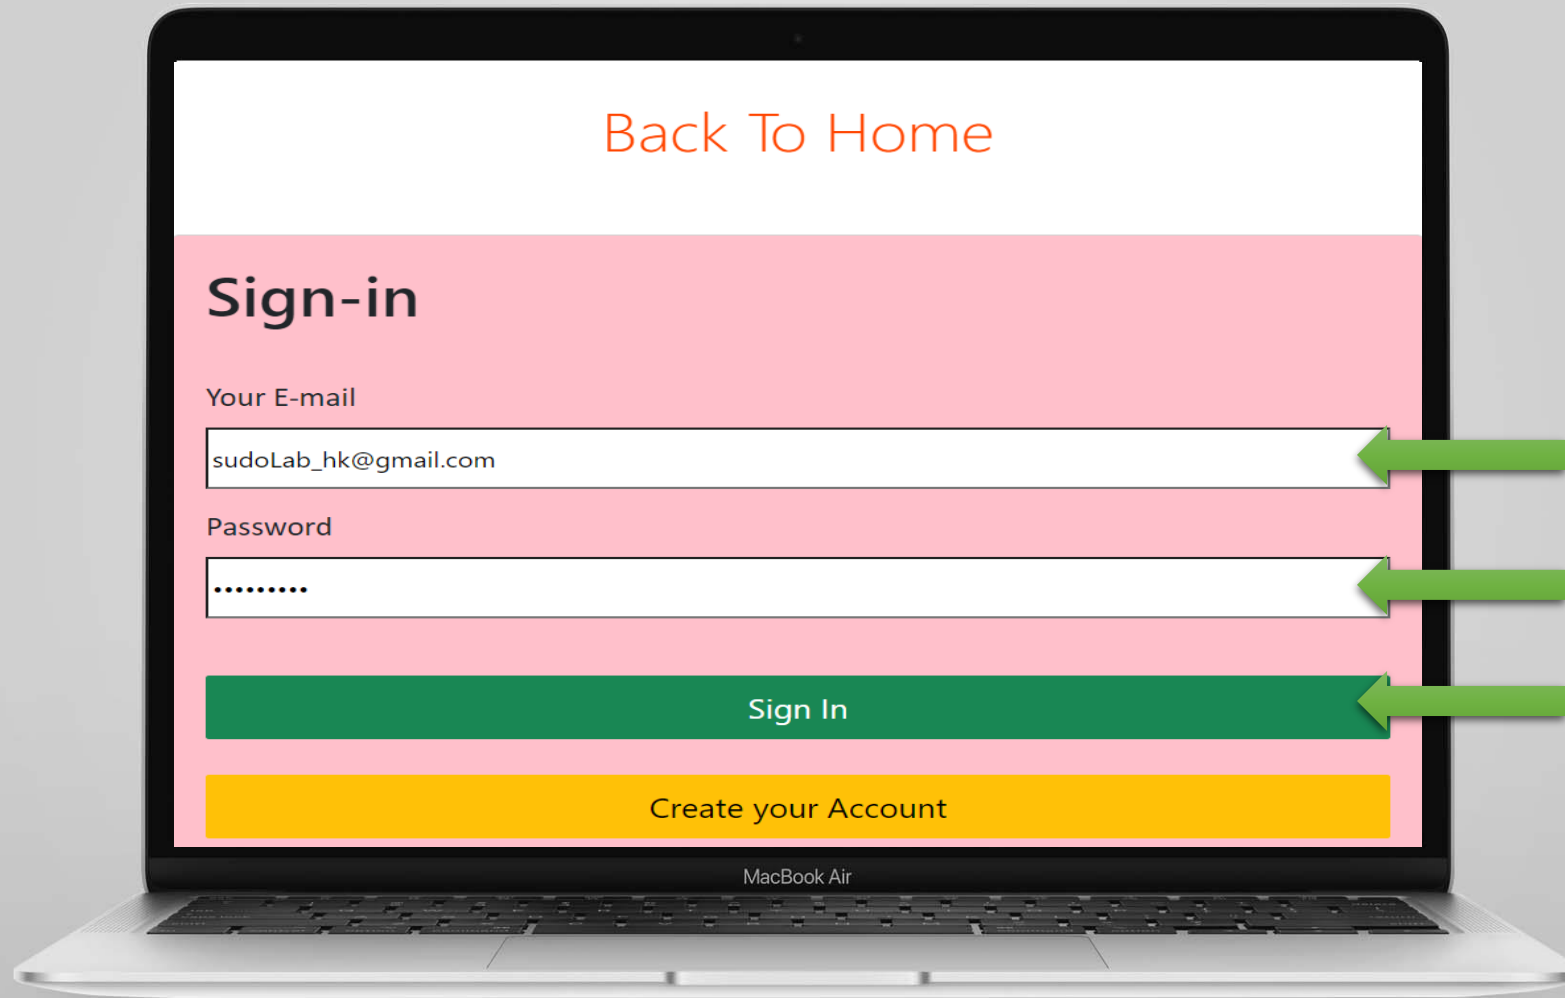 Back To Home
Sign-in
Your E-mail
sudoLab_hk@gmail.com
Password
•••••••••
Sign In
Create your Account
MacBook Air